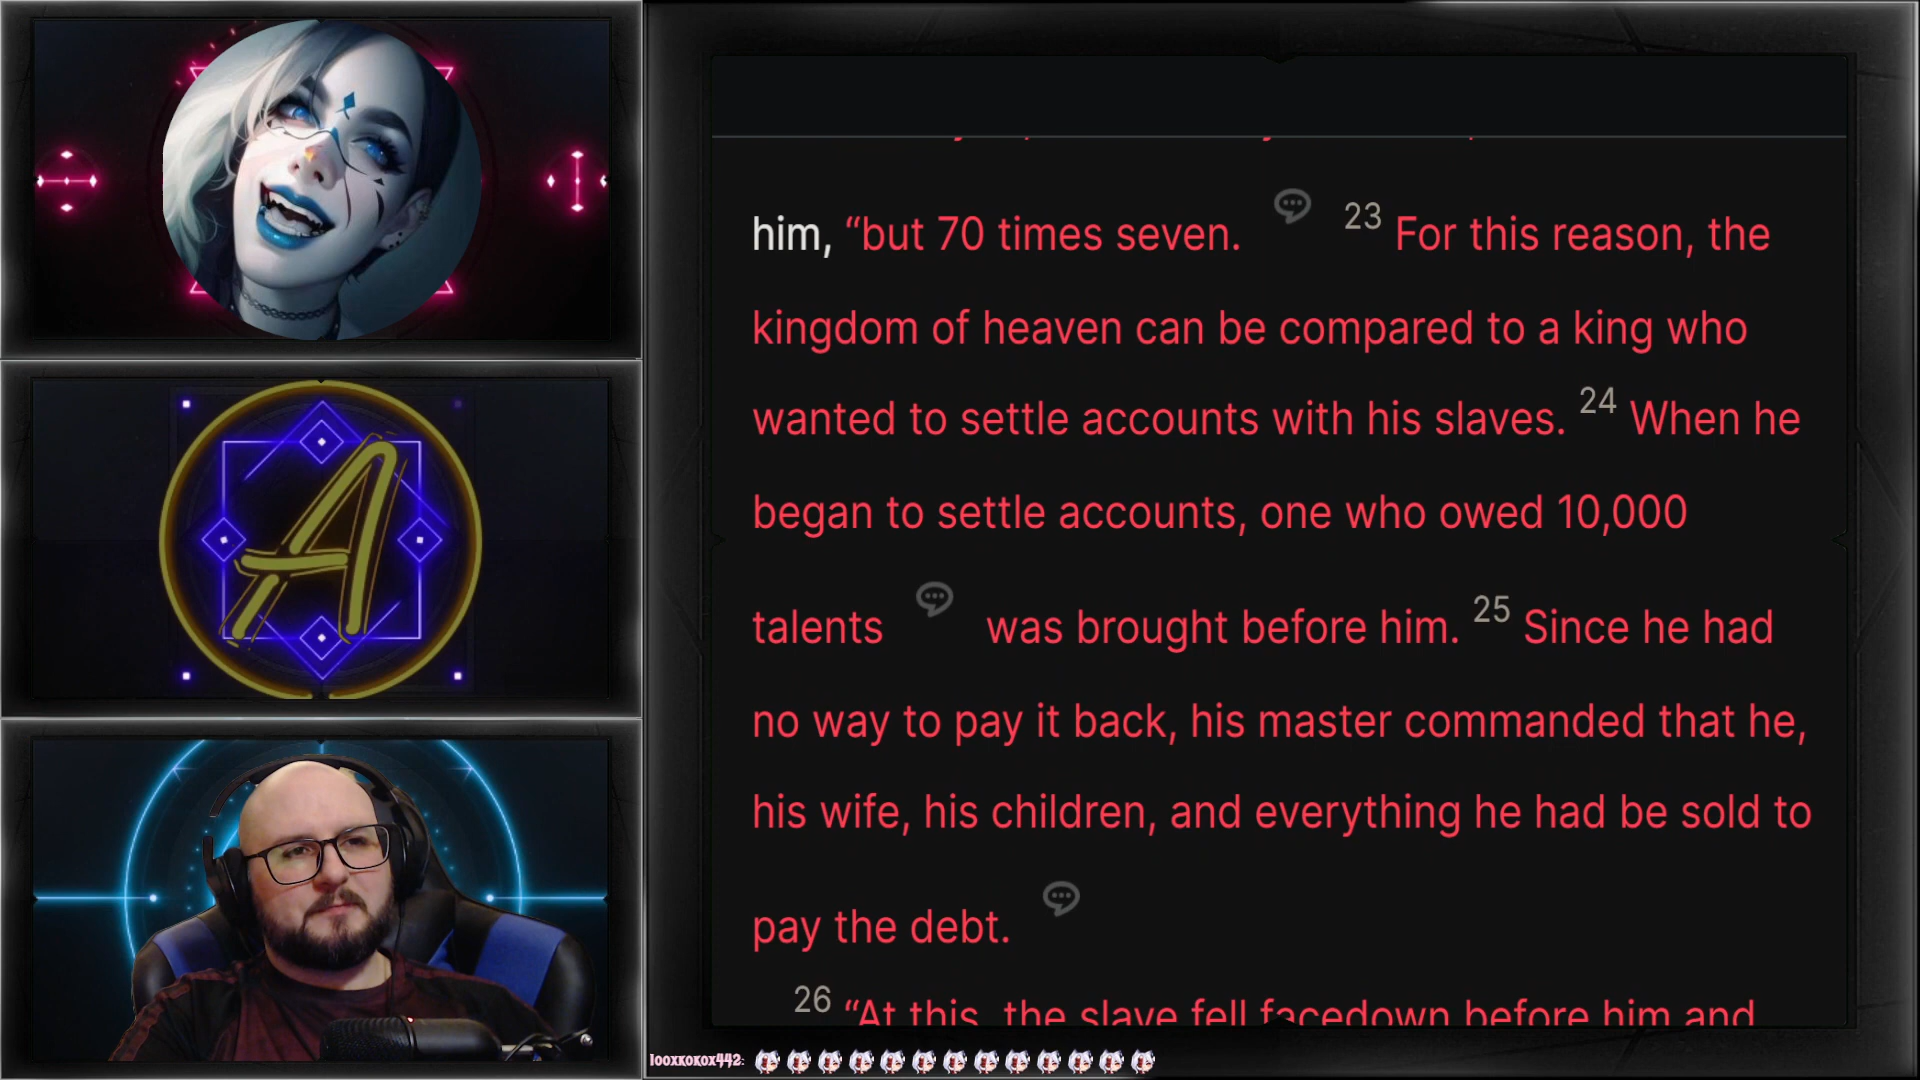 him, “but 70 times seven. 23 For this reason, the
kingdom of heaven can be compared to a king who
wanted to settle accounts with his slaves. 24 When he
began to settle accounts, one who owed 10,000
talents was brought before him. 25 Since he had
no way to pay it back, his master commanded that he,
his wife, his children, and everything he had be sold to
pay the debt.
26 “At this, the slave fell facedown before him and
A
looxkokox442: